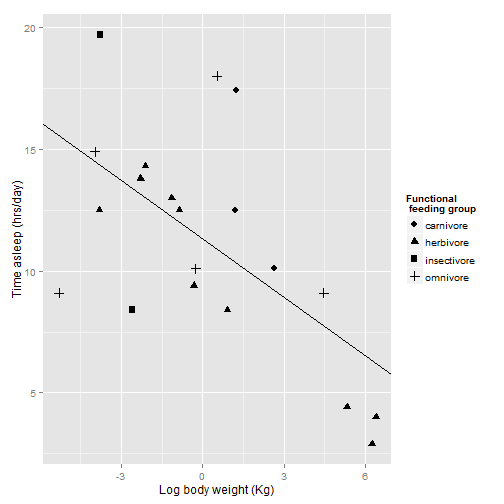 20
15
10
5
Time asleep (hrs/day)
-3
0
3
6
Log body weight (Kg)
Functional
feeding group
carnivore
herbivore
insectivore
omnivore